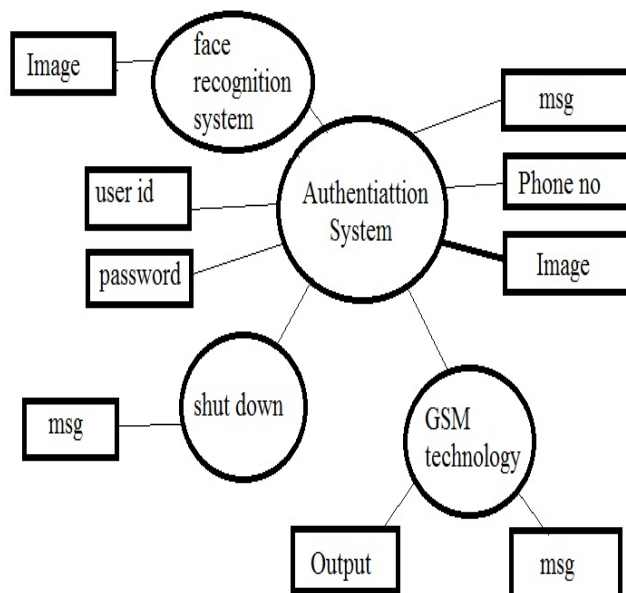 Image
face
recognition
system
msg
user id
Authentiattion
System
Phone no
password
Image
msg
shut down
GSM
technology
Output
msg